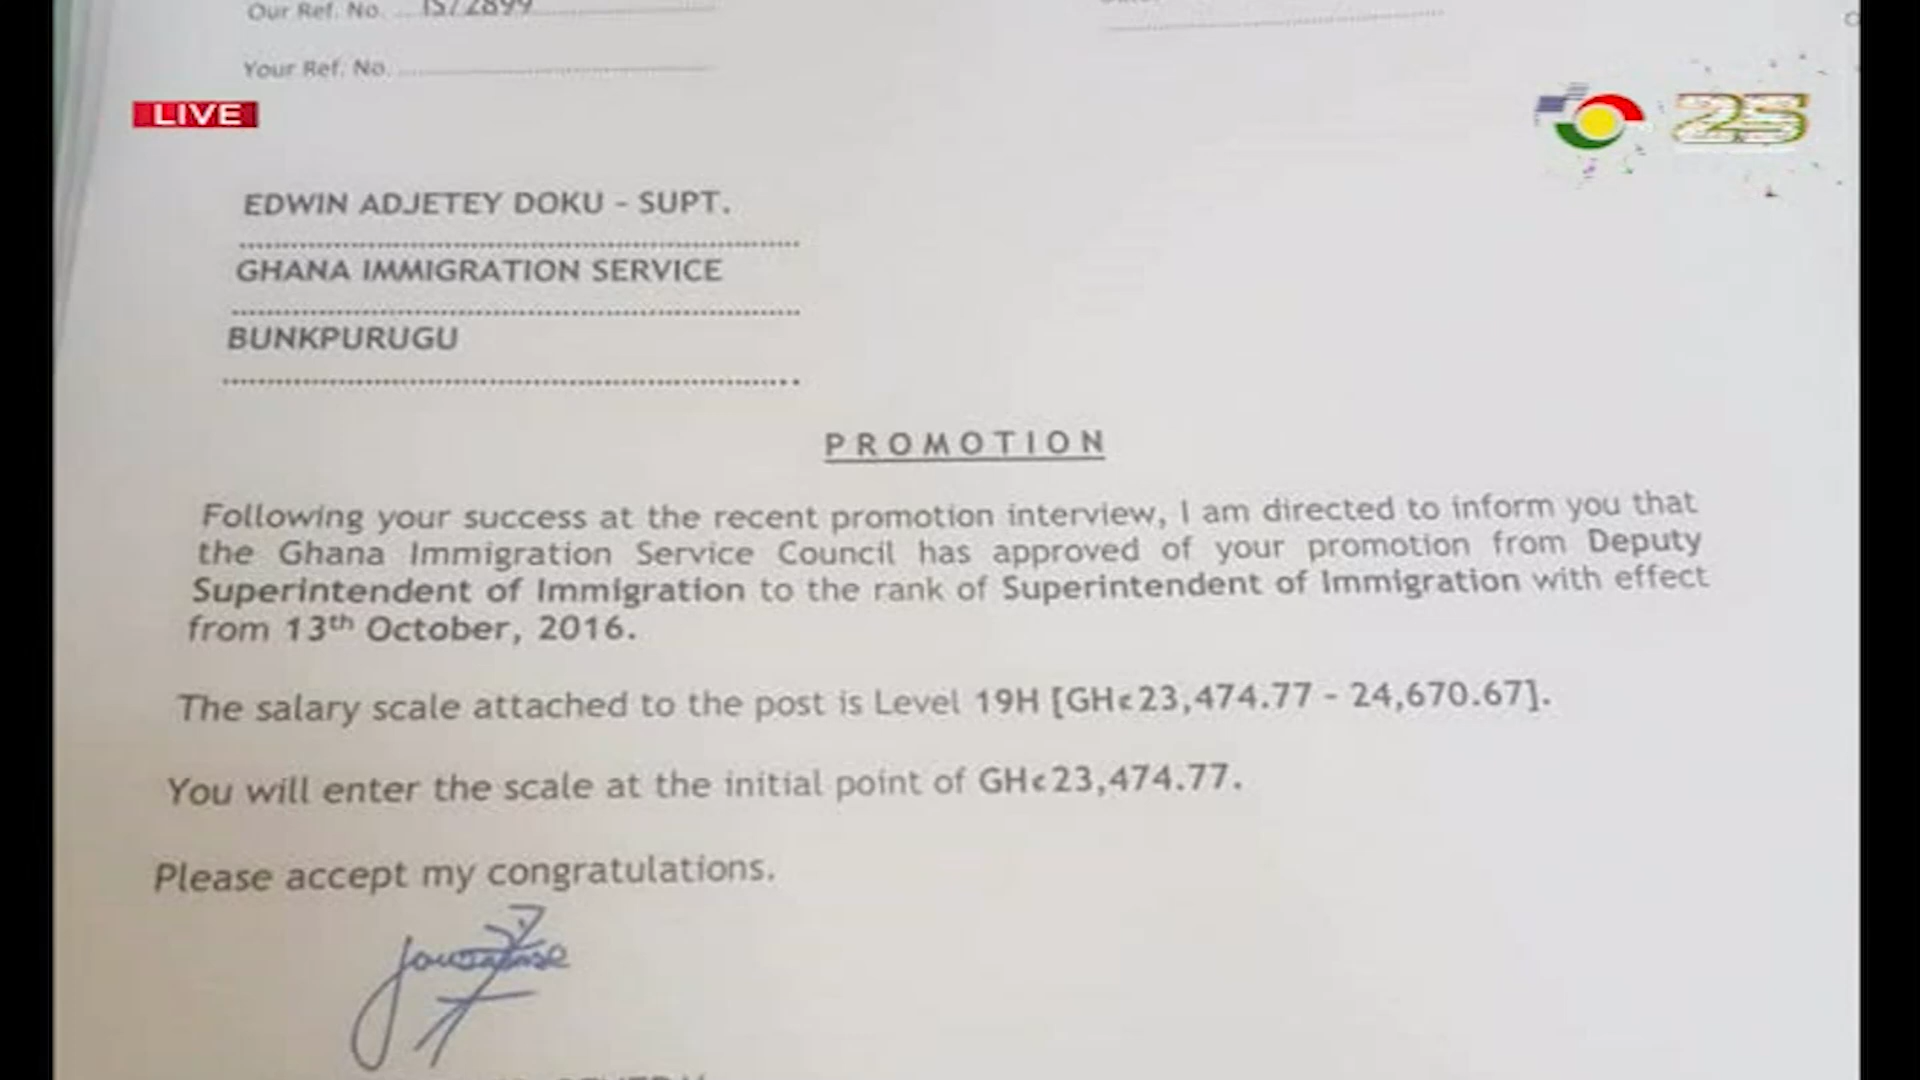 Our Ref. No. IS/2899
Your Ref. No.
LIVE
25
EDWIN ADJETEY DOKU - SUPT.
GHANA IMMIGRATION SERVICE
BUNKPURUGU
PROMOTION
Following your success at the recent promotion interview, I am directed to inform you that
the Ghana Immigration Service Council has approved of your promotion from Deputy
Superintendent of Immigration to the rank of Superintendent of Immigration with effect
from 13th October, 2016.
The salary scale attached to the post is Level 19H [GH¢23,474.77 - 24,670.67].
You will enter the scale at the initial point of GH¢23,474.77.
Please accept my congratulations.